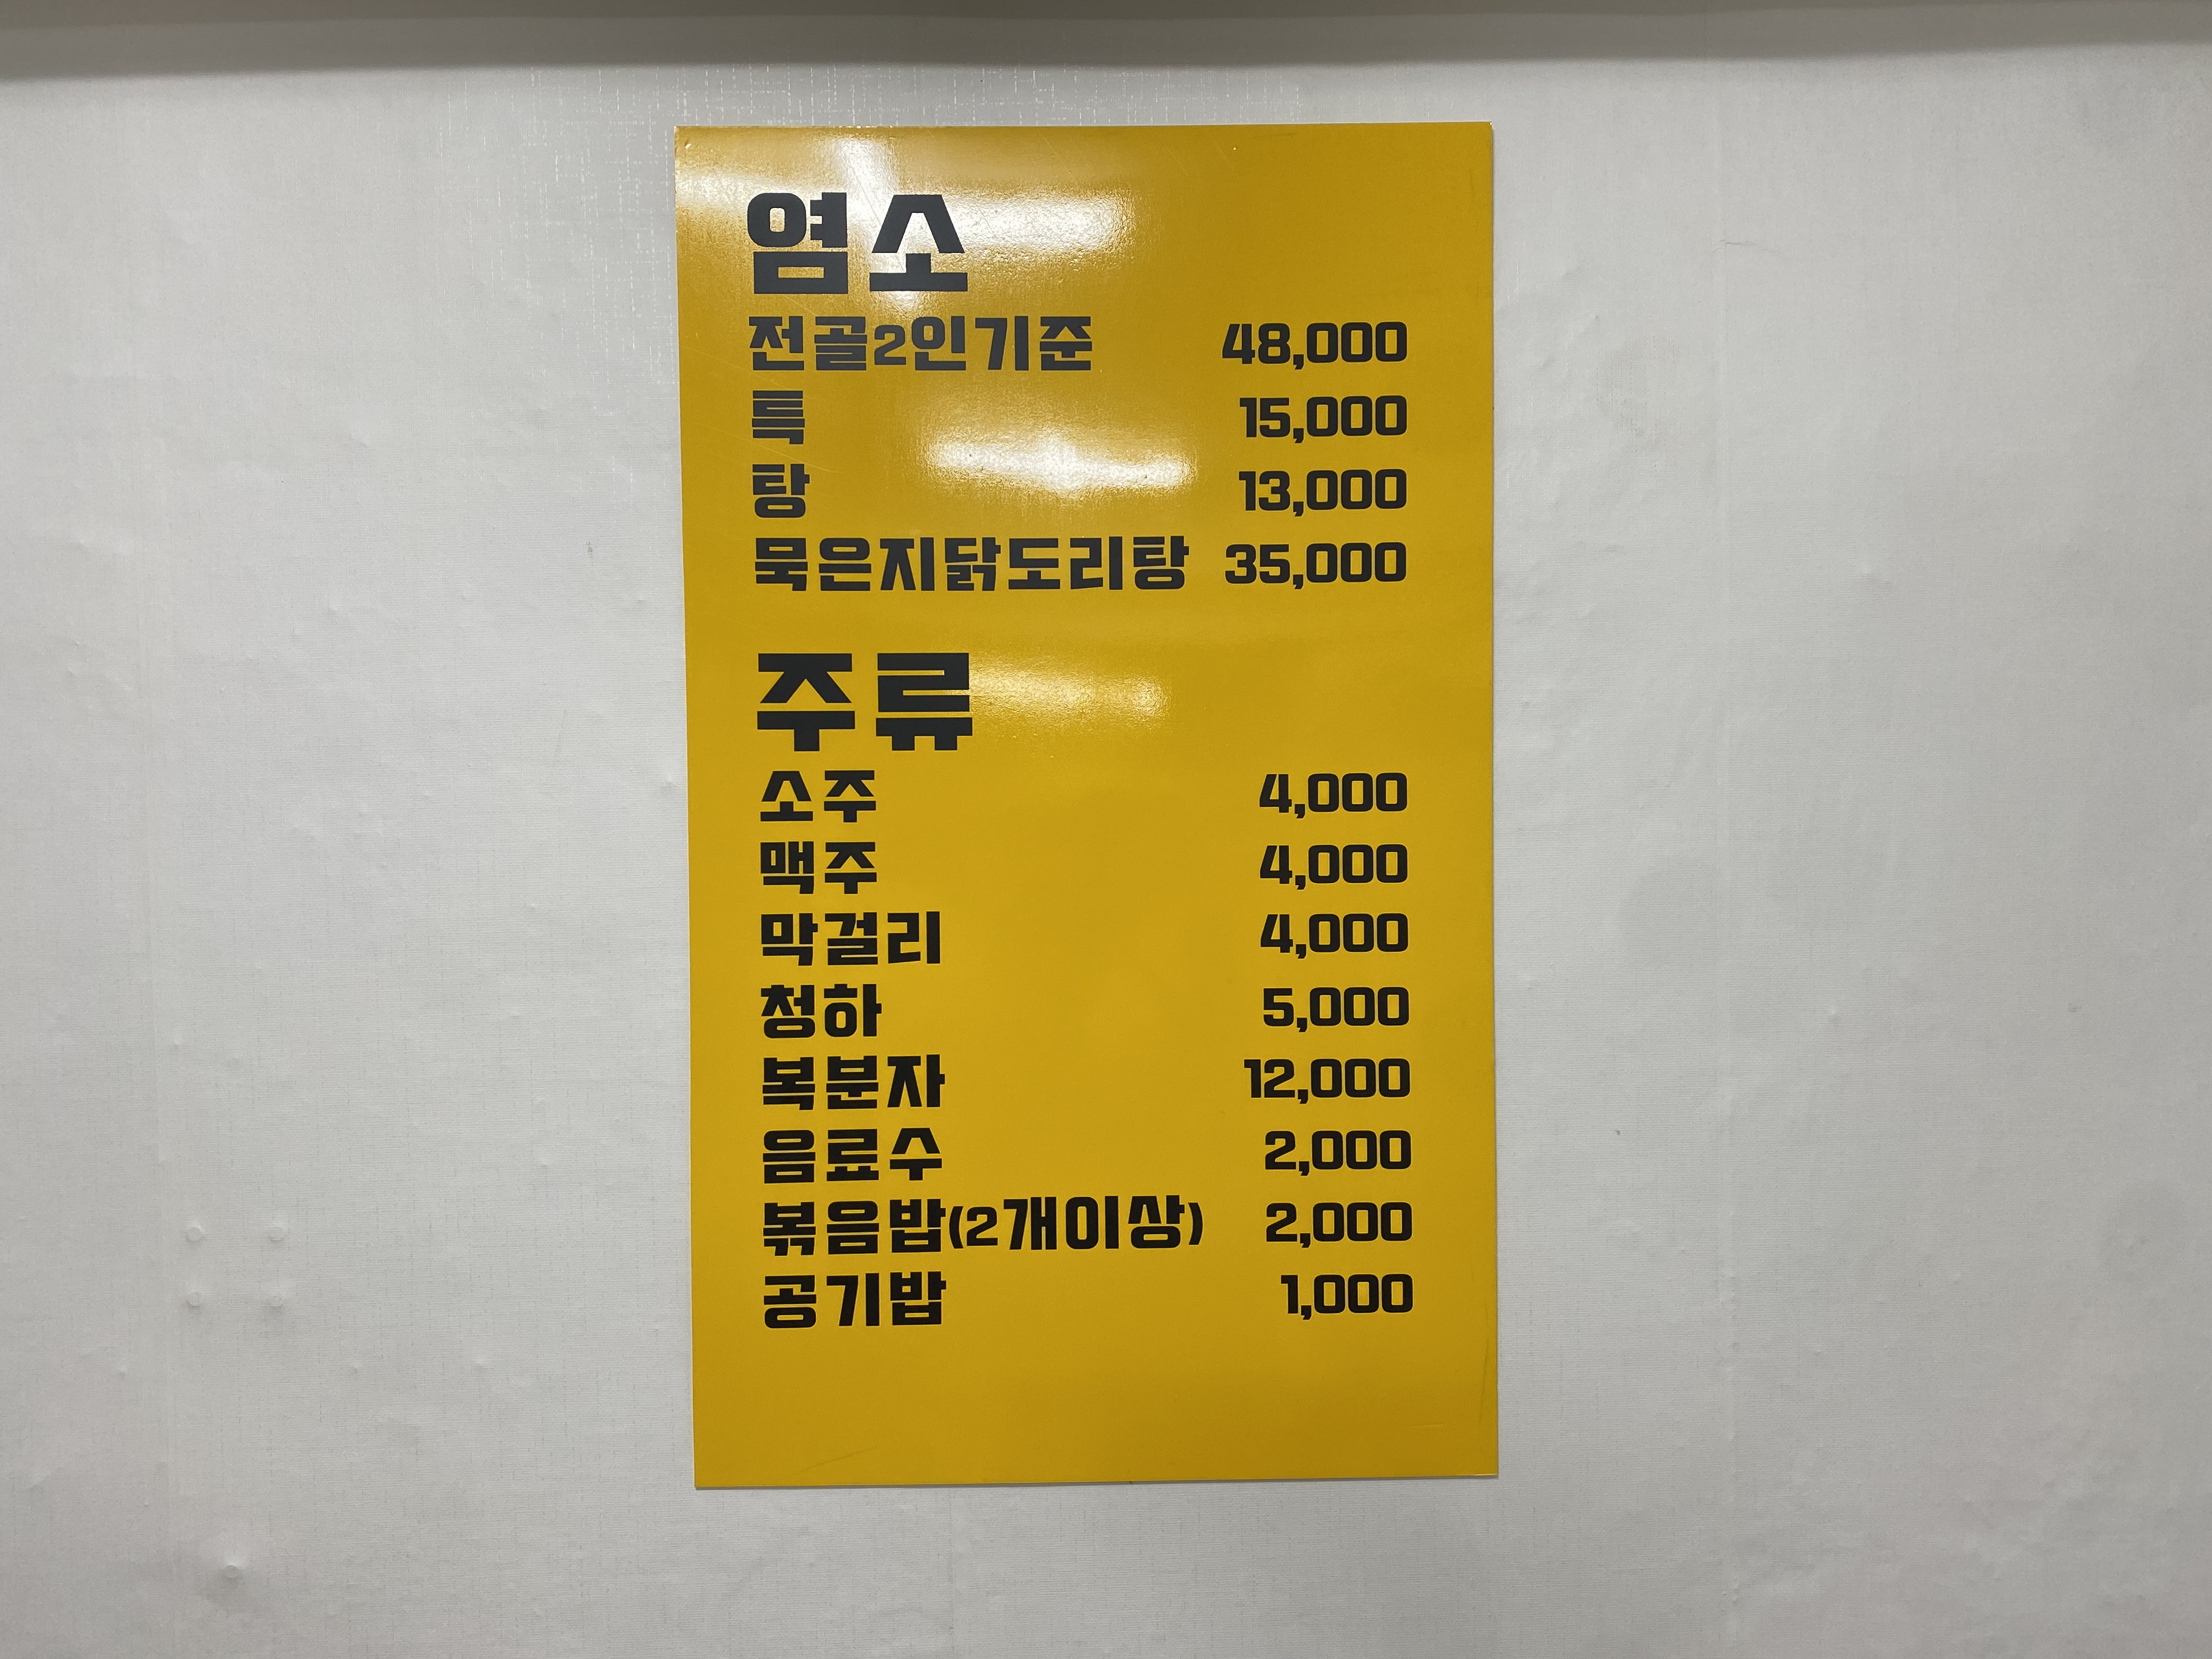 염소
전골2인기준 48,000
특 15,000
탕 13,000
묵은지닭도리탕 35,000
주류
소주 4,000
맥주 4,000
막걸리 4,000
청하 5,000
복분자 12,000
음료수 2,000
볶음밥(2개이상) 2,000
공기밥 1,000